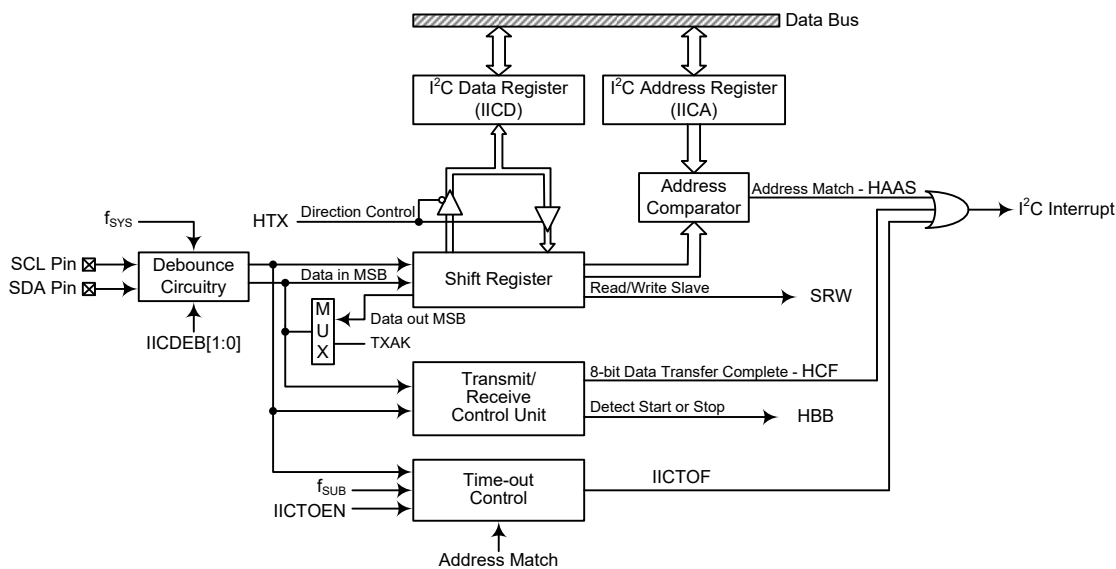 Data Bus
I²C Data Register
(IICD)
I²C Address Register
(IICA)
Address
Comparator
Address Match - HAAS
I²C Interrupt
HTX
Direction Control
fSYS
SCL Pin
SDA Pin
Debounce
Circuitry
IICDEB[1:0]
Data in MSB
Shift Register
Read/Write Slave
SRW
M
U
X
Data out MSB
TXAK
Transmit/
Receive
Control Unit
8-bit Data Transfer Complete - HCF
Detect Start or Stop
HBB
fSUB
IICTOEN
Time-out
Control
IICTOF
Address Match